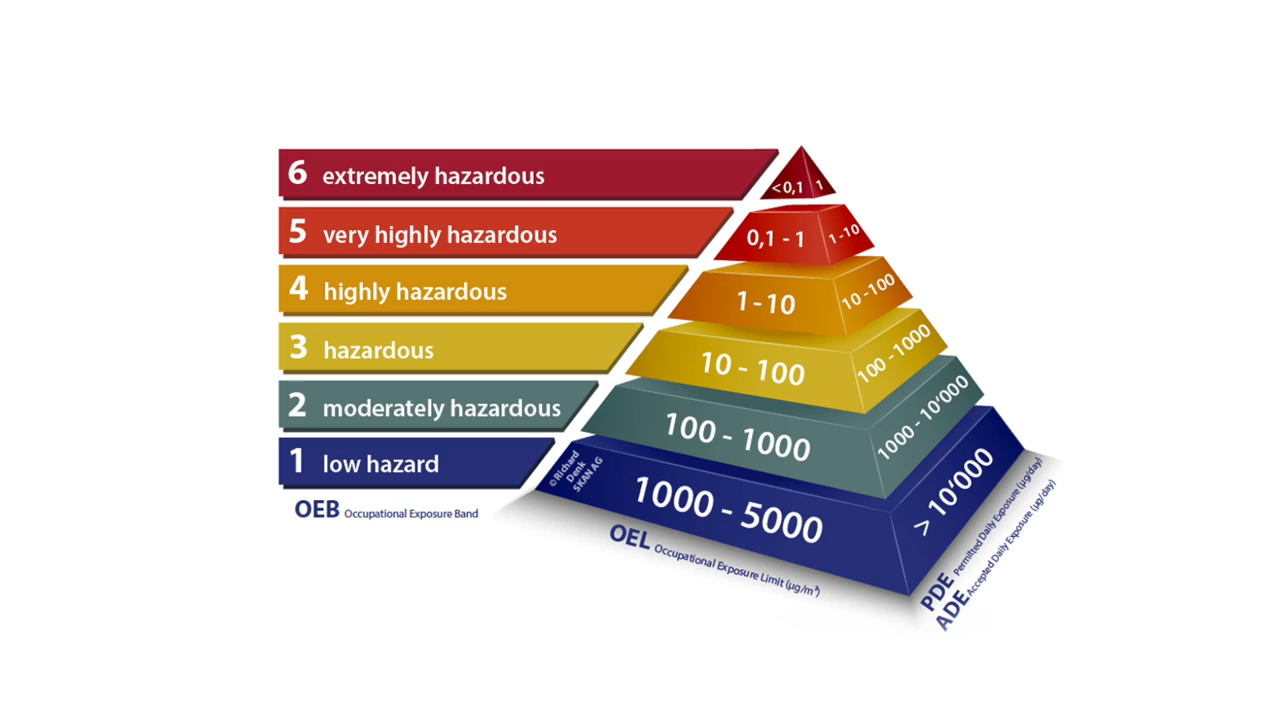 6 extremely hazardous
<0,1 1
5 very highly hazardous
0,1 - 1 1-10
4 highly hazardous
1-10 10-100
3 hazardous
10 - 100 100-1000
2 moderately hazardous
100 - 1000 1000-10'000
1 low hazard
1000 - 5000 > 10'000
©Richard
Denk
SKAN AG
OEB Occupational Exposure Band
OEL Occupational Exposure Limit (µg/m³)
PDE Permitted Daily Exposure (µg/day)
ADE Accepted Daily Exposure (µg/day)